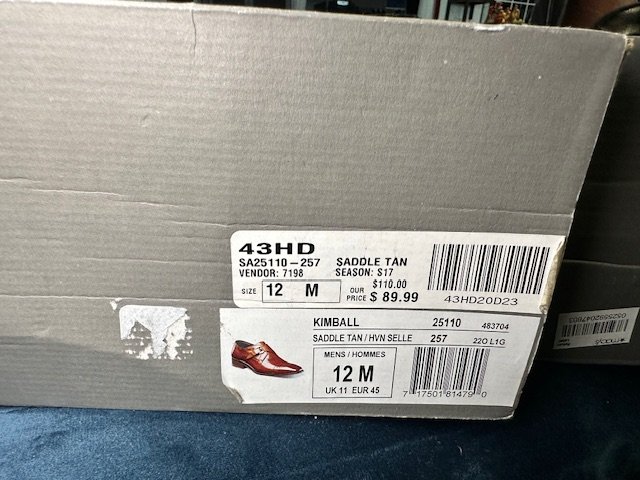 43HD
SA25110-257 SADDLE TAN
VENDOR: 7198 SEASON: S17
SIZE 12 M OUR PRICE $110.00 $ 89.99
43HD20D23
KIMBALL 25110 483704
SADDLE TAN / HVN SELLE 257 22O L1G
MENS / HOMMES
12 M
UK 11 EUR 45
7 17501 81479 0
macys